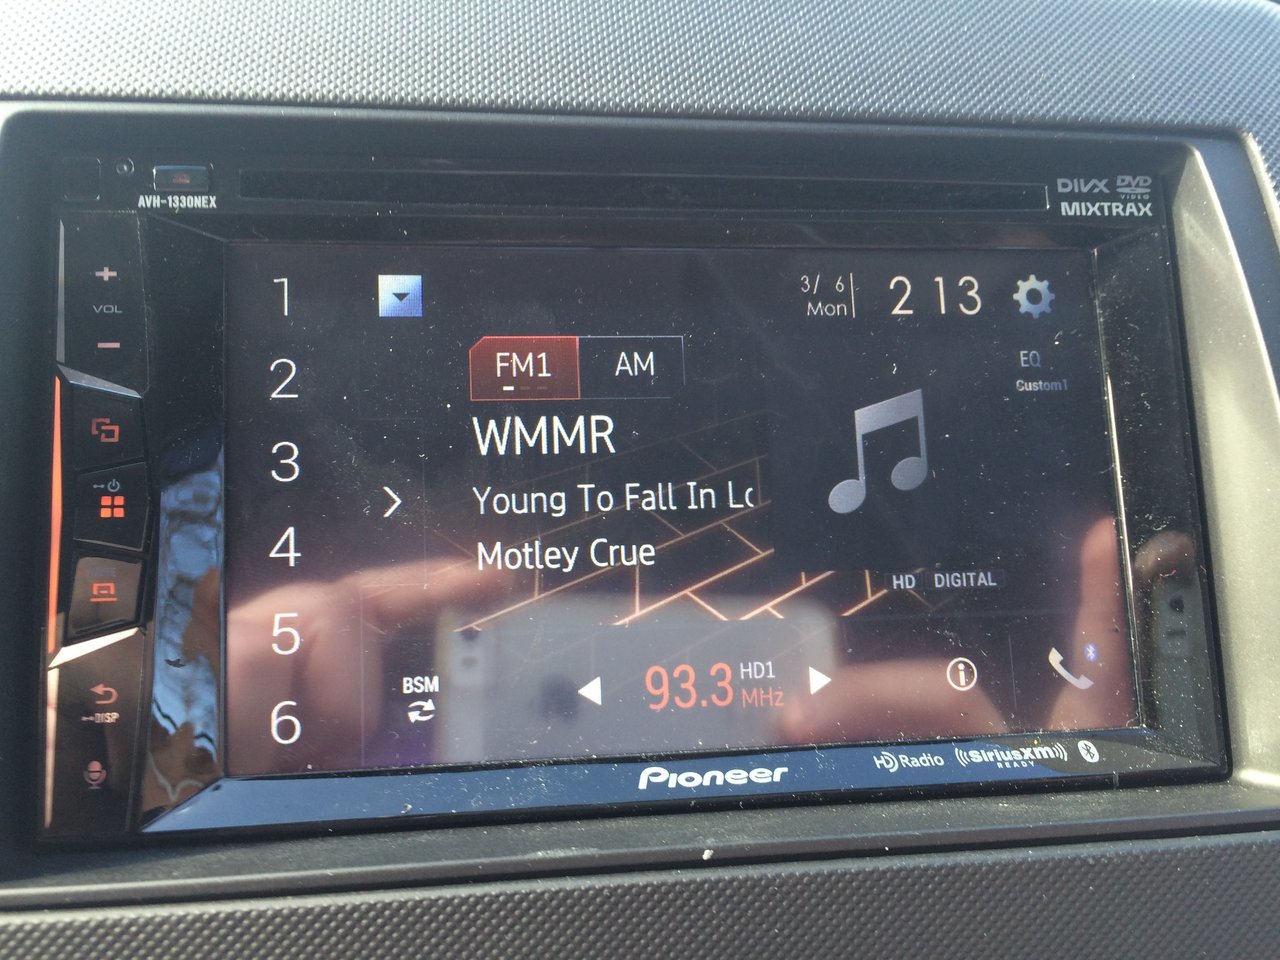 AVH-1330NEX
DIVX DVD VIDEO
MIXTRAX
VOL
1
2
3
4
5
6
3/ 6
Mon
2 13
FM1
AM
EQ
Custom1
WMMR
Young To Fall In Lo
Motley Crue
HD DIGITAL
BSM
93.3
HD1
MHz
DISP
Pioneer
HD Radio
((SiriusXM))
READY